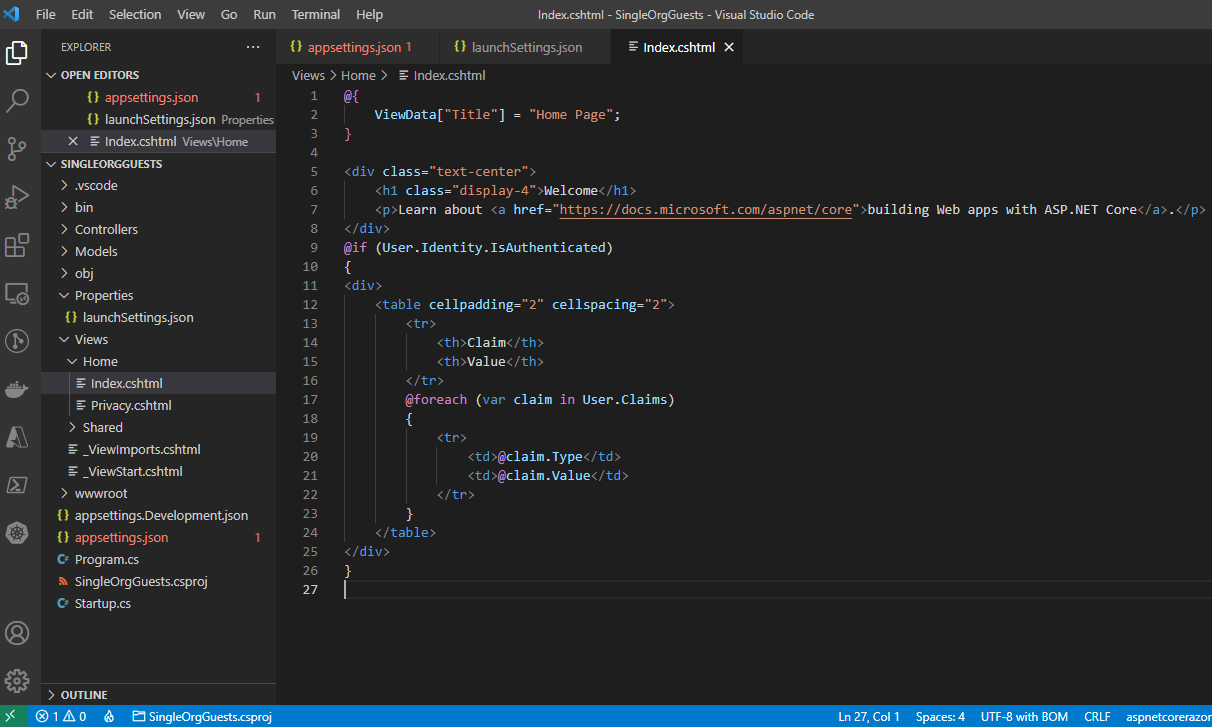 File Edit Selection View Go Run Terminal Help Index.cshtml - SingleOrgGuests - Visual Studio Code
EXPLORER ···
OPEN EDITORS
{} appsettings.json 1
{} launchSettings.json Properties
Index.cshtml Views\Home
SINGLEORGGUESTS
.vscode
bin
Controllers
Models
obj
Properties
{} launchSettings.json
Views
Home
Index.cshtml
Privacy.cshtml
Shared
_ViewImports.cshtml
_ViewStart.cshtml
wwwroot
{} appsettings.Development.json
{} appsettings.json 1
C# Program.cs
SingleOrgGuests.csproj
C# Startup.cs
OUTLINE
{} appsettings.json 1 {} launchSettings.json Index.cshtml
Views > Home > Index.cshtml
1 @{
2 ViewData["Title"] = "Home Page";
3 }
4
5 <div class="text-center">
6 <h1 class="display-4">Welcome</h1>
7 <p>Learn about <a href="https://docs.microsoft.com/aspnet/core">building Web apps with ASP.NET Core</a>.</p>
8 </div>
9 @if (User.Identity.IsAuthenticated)
10 {
11 <div>
12 <table cellpadding="2" cellspacing="2">
13 <tr>
14 <th>Claim</th>
15 <th>Value</th>
16 </tr>
17 @foreach (var claim in User.Claims)
18 {
19 <tr>
20 <td>@claim.Type</td>
21 <td>@claim.Value</td>
22 </tr>
23 }
24 </table>
25 </div>
26 }
27
1 0 SingleOrgGuests.csproj Ln 27, Col 1 Spaces: 4 UTF-8 with BOM CRLF aspnetcorerazor